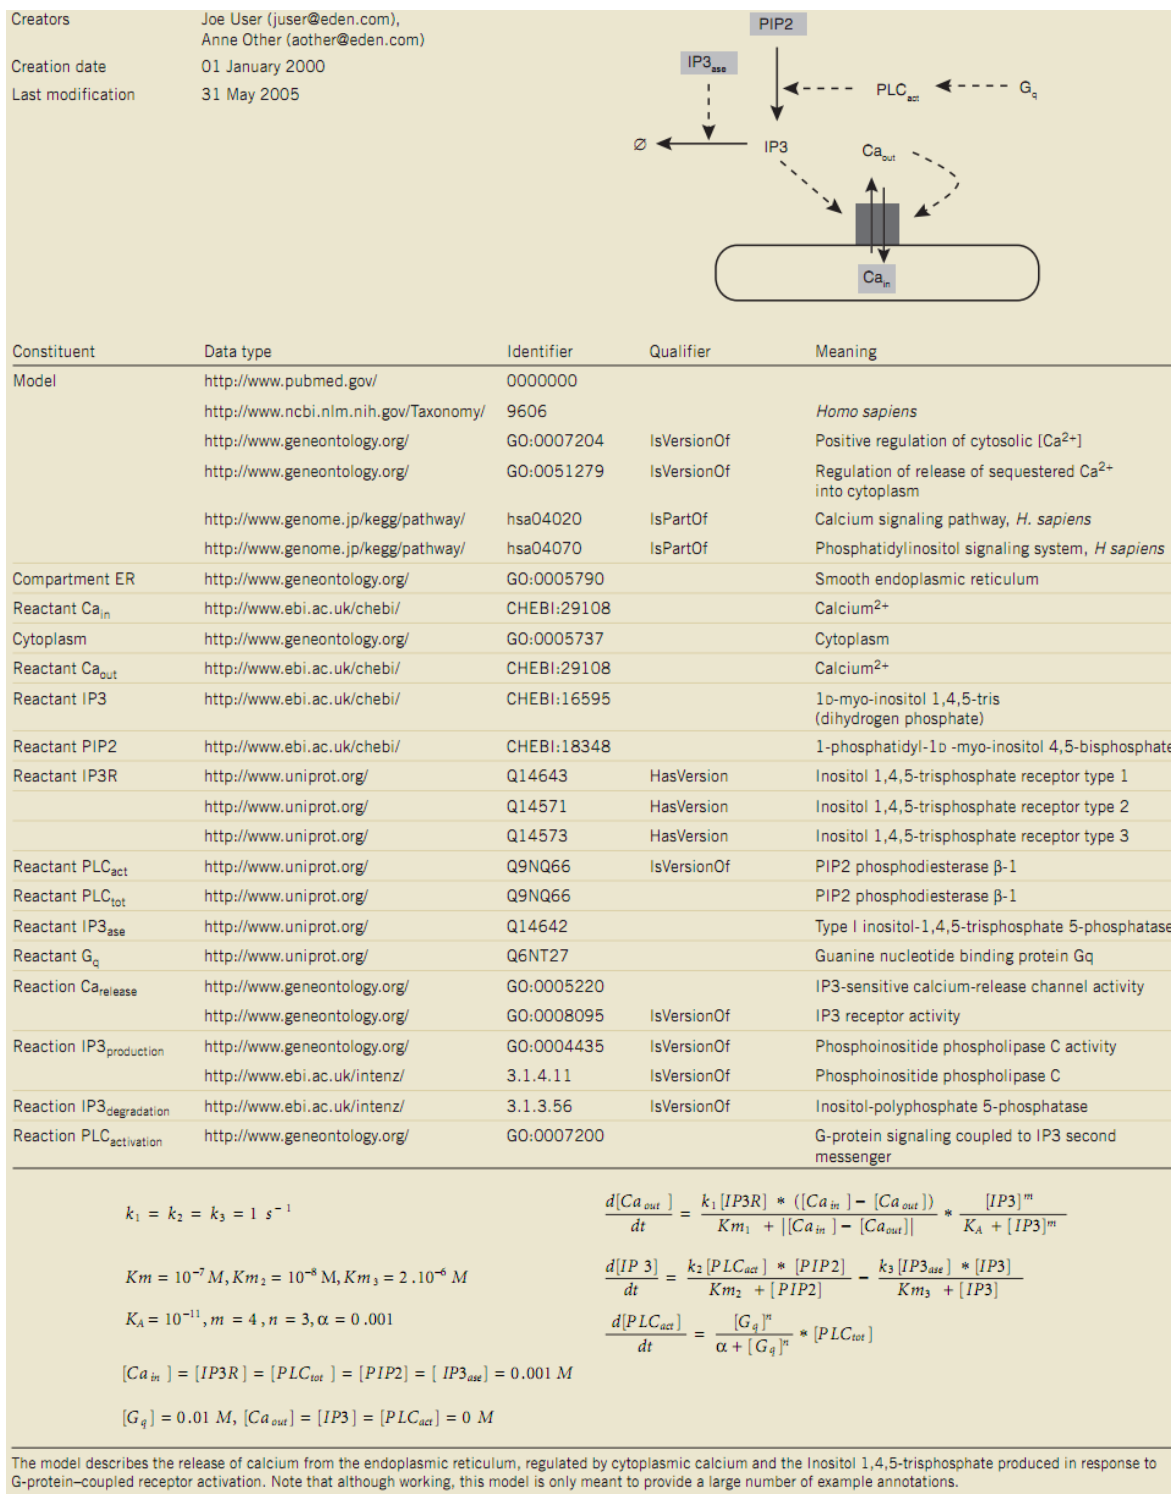 Creators Joe User (juser@eden.com),
Anne Other (aother@eden.com)
Creation date 01 January 2000
Last modification 31 May 2005
PIP2
IP3ase
PLCact
Gq
∅
IP3
Caout
Cain
Constituent Data type Identifier Qualifier Meaning
Model http://www.pubmed.gov/ 0000000
http://www.ncbi.nlm.nih.gov/Taxonomy/ 9606 Homo sapiens
http://www.geneontology.org/ GO:0007204 IsVersionOf Positive regulation of cytosolic [Ca2+]
http://www.geneontology.org/ GO:0051279 IsVersionOf Regulation of release of sequestered Ca2+
into cytoplasm
http://www.genome.jp/kegg/pathway/ hsa04020 IsPartOf Calcium signaling pathway, H. sapiens
http://www.genome.jp/kegg/pathway/ hsa04070 IsPartOf Phosphatidylinositol signaling system, H sapiens
Compartment ER http://www.geneontology.org/ GO:0005790 Smooth endoplasmic reticulum
Reactant Cain http://www.ebi.ac.uk/chebi/ CHEBI:29108 Calcium2+
Cytoplasm http://www.geneontology.org/ GO:0005737 Cytoplasm
Reactant Caout http://www.ebi.ac.uk/chebi/ CHEBI:29108 Calcium2+
Reactant IP3 http://www.ebi.ac.uk/chebi/ CHEBI:16595 1D-myo-inositol 1,4,5-tris
(dihydrogen phosphate)
Reactant PIP2 http://www.ebi.ac.uk/chebi/ CHEBI:18348 1-phosphatidyl-1D -myo-inositol 4,5-bisphosphate
Reactant IP3R http://www.uniprot.org/ Q14643 HasVersion Inositol 1,4,5-trisphosphate receptor type 1
http://www.uniprot.org/ Q14571 HasVersion Inositol 1,4,5-trisphosphate receptor type 2
http://www.uniprot.org/ Q14573 HasVersion Inositol 1,4,5-trisphosphate receptor type 3
Reactant PLCact http://www.uniprot.org/ Q9NQ66 IsVersionOf PIP2 phosphodiesterase β-1
Reactant PLCtot http://www.uniprot.org/ Q9NQ66 PIP2 phosphodiesterase β-1
Reactant IP3ase http://www.uniprot.org/ Q14642 Type I inositol-1,4,5-trisphosphate 5-phosphatase
Reactant Gq http://www.uniprot.org/ Q6NT27 Guanine nucleotide binding protein Gq
Reaction Carelease http://www.geneontology.org/ GO:0005220 IP3-sensitive calcium-release channel activity
http://www.geneontology.org/ GO:0008095 IsVersionOf IP3 receptor activity
Reaction IP3production http://www.geneontology.org/ GO:0004435 IsVersionOf Phosphoinositide phospholipase C activity
http://www.ebi.ac.uk/intenz/ 3.1.4.11 IsVersionOf Phosphoinositide phospholipase C
Reaction IP3degradation http://www.ebi.ac.uk/intenz/ 3.1.3.56 IsVersionOf Inositol-polyphosphate 5-phosphatase
Reaction PLCactivation http://www.geneontology.org/ GO:0007200 G-protein signaling coupled to IP3 second
messenger
k1 = k2 = k3 = 1 s−1
Km = 10−7 M, Km2 = 10−8 M, Km3 = 2.10−6 M
KA = 10−11, m = 4, n = 3, α = 0.001
[Cain] = [IP3R] = [PLCtot] = [PIP2] = [IP3ase] = 0.001 M
[Gq] = 0.01 M, [Caout] = [IP3] = [PLCact] = 0 M
d[Caout]/dt = k1[IP3R] * ([Cain] − [Caout]) / Km1 + |[Cain] − [Caout]| * [IP3]m / KA + [IP3]m
d[IP 3]/dt = k2[PLCact] * [PIP2] / Km2 + [PIP2] − k3[IP3ase] * [IP3] / Km3 + [IP3]
d[PLCact]/dt = [Gq]n / α + [Gq]n * [PLCtot]
The model describes the release of calcium from the endoplasmic reticulum, regulated by cytoplasmic calcium and the Inositol 1,4,5-trisphosphate produced in response to
G-protein–coupled receptor activation. Note that although working, this model is only meant to provide a large number of example annotations.